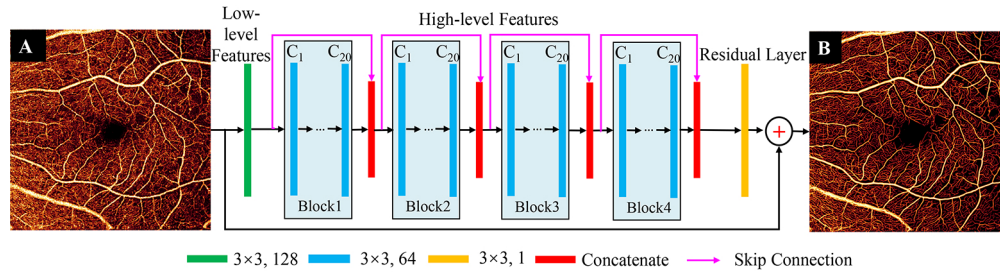 A
Low-
level
Features
High-level Features
C1 C20
C1 C20
C1 C20
C1 C20
Residual Layer
B
... ... ... ...
+
Block1 Block2 Block3 Block4
3×3, 128 3×3, 64 3×3, 1 Concatenate Skip Connection